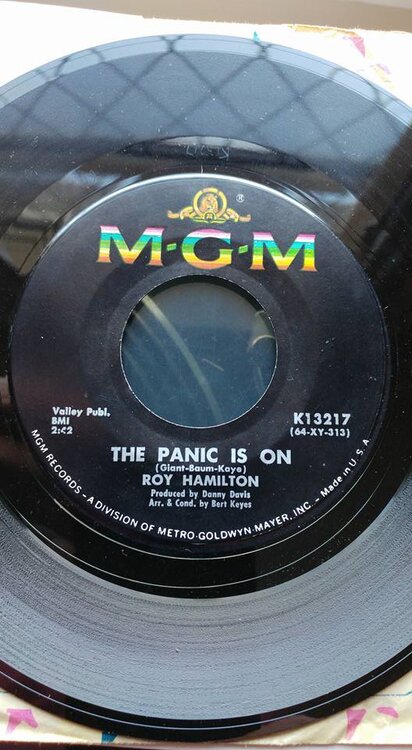 M·G·M
®
Valley Publ.
BMI
2:42
K13217
(64-XY-313)
THE PANIC IS ON
(Giant-Baum-Kaye)
ROY HAMILTON
Produced by Danny Davis
Arr. & Cond. by Bert Keyes
MGM RECORDS - A DIVISION OF METRO-GOLDWYN-MAYER, INC. - Made in U.S.A